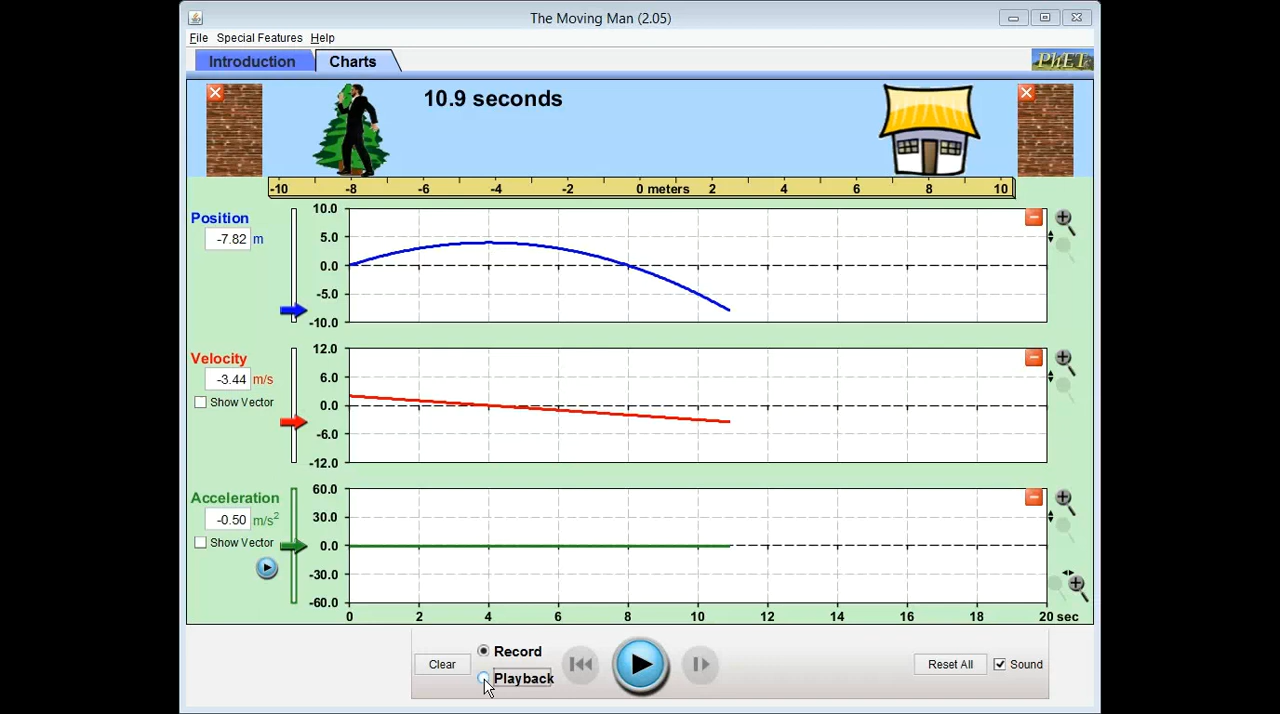 The Moving Man (2.05)
File Special Features Help
Introduction Charts PhET
10.9 seconds
-10 -8 -6 -4 -2 0 meters 2 4 6 8 10
Position
-7.82 m
10.0
5.0
0.0
-5.0
-10.0
Velocity
-3.44 m/s
Show Vector
12.0
6.0
0.0
-6.0
-12.0
Acceleration
-0.50 m/s²
Show Vector
60.0
30.0
0.0
-30.0
-60.0
0 2 4 6 8 10 12 14 16 18 20 sec
Clear
Record
Playback
Reset All
Sound